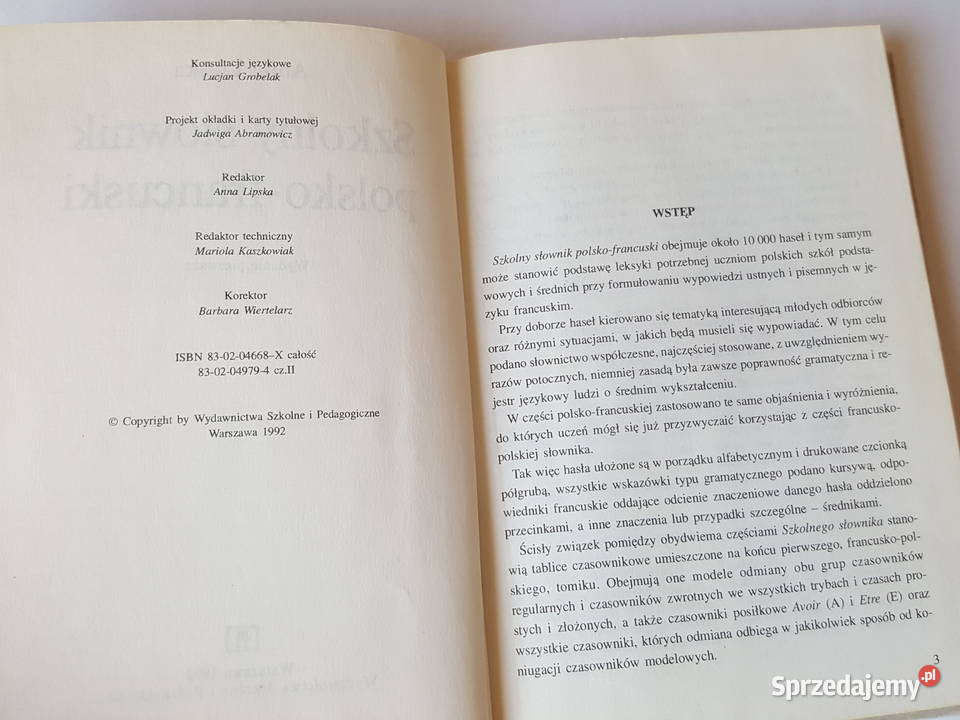 Konsultacje językowe
Lucjan Grobelak
Projekt okładki i karty tytułowej
Jadwiga Abramowicz
Redaktor
Anna Lipska
Redaktor techniczny
Mariola Kaszkowiak
Korektor
Barbara Wiertelarz
ISBN 83-02-04668-X całość
83-02-04979-4 cz.II
© Copyright by Wydawnictwa Szkolne i Pedagogiczne
Warszawa 1992
WSTĘP
Szkolny słownik polsko-francuski obejmuje około 10 000 haseł i tym samym
może stanowić podstawę leksyki potrzebnej uczniom polskich szkół podsta-
wowych i średnich przy formułowaniu wypowiedzi ustnych i pisemnych w ję-
zyku francuskim.
Przy doborze haseł kierowano się tematyką interesującą młodych odbiorców
oraz różnymi sytuacjami, w jakich będą musieli się wypowiadać. W tym celu
podano słownictwo współczesne, najczęściej stosowane, z uwzględnieniem wy-
razów potocznych, niemniej zasadą była zawsze poprawność gramatyczna i re-
jestr językowy ludzi o średnim wykształceniu.
W części polsko-francuskiej zastosowano te same objaśnienia i wyróżnienia,
do których uczeń mógł się już przyzwyczaić korzystając z części francusko-
polskiej słownika.
Tak więc hasła ułożone są w porządku alfabetycznym i drukowane czcionką
półgrubą, wszystkie wskazówki typu gramatycznego podano kursywą, odpo-
wiedniki francuskie oddające odcienie znaczeniowe danego hasła oddzielono
przecinkami, a inne znaczenia lub przypadki szczególne – średnikami.
Ścisły związek pomiędzy obydwiema częściami Szkolnego słownika stano-
wią tablice czasownikowe umieszczone na końcu pierwszego, francusko-pol-
skiego, tomiku. Obejmują one modele odmiany obu grup czasowników
regularnych i czasowników zwrotnych we wszystkich trybach i czasach pro-
stych i złożonych, a także czasowniki posiłkowe Avoir (A) i Etre (E) oraz
wszystkie czasowniki, których odmiana odbiega w jakikolwiek sposób od ko-
niugacji czasowników modelowych.
3
Sprzedajemy.pl